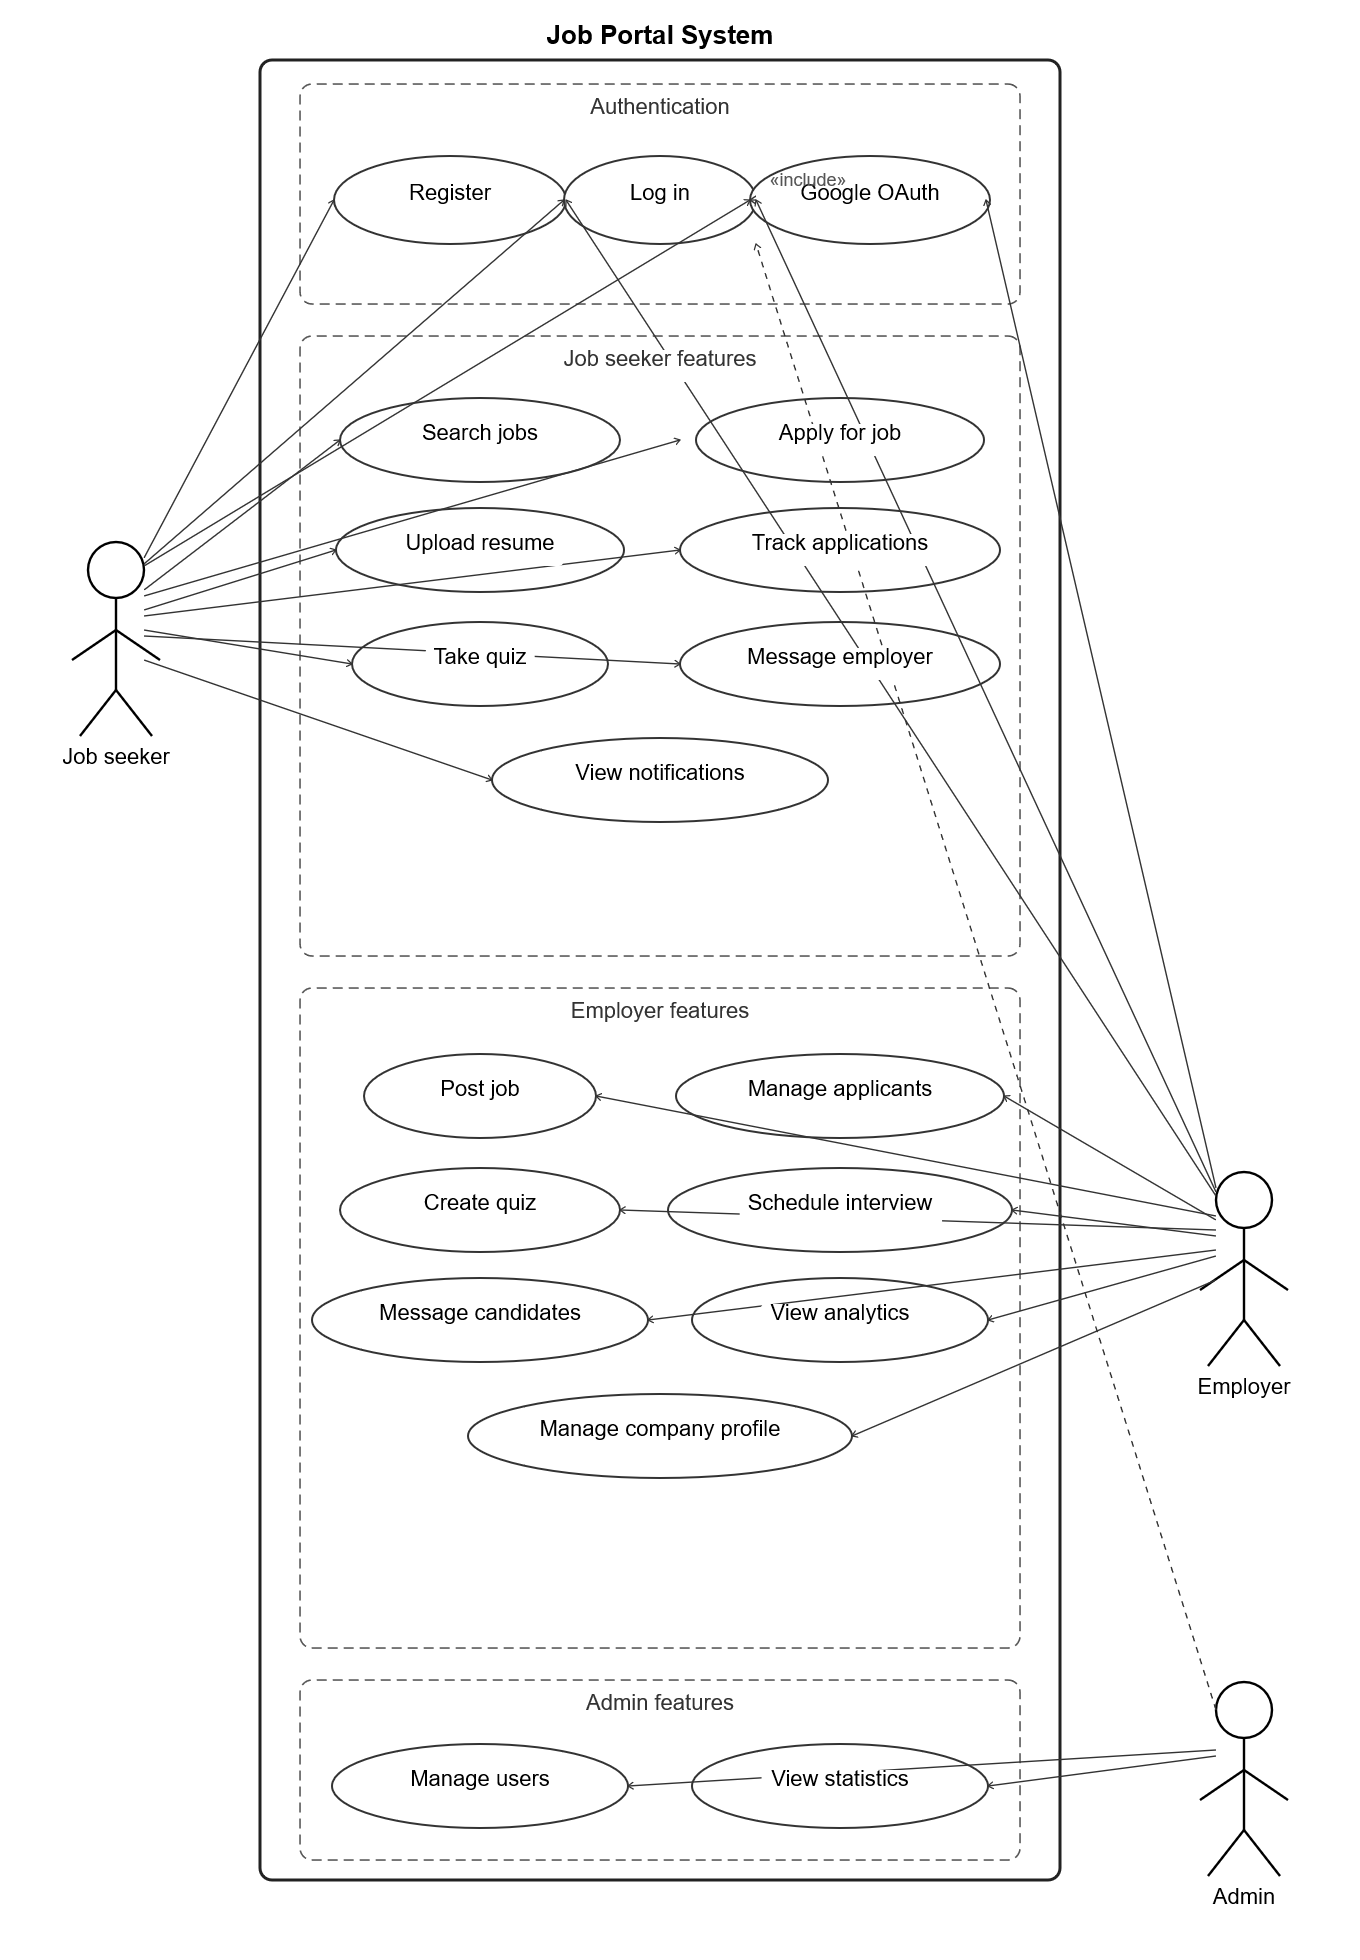 Job Portal System
Authentication
Register
Log in
«include»
Google OAuth
Job seeker features
Search jobs
Apply for job
Upload resume
Track applications
Take quiz
Message employer
View notifications
Job seeker
Employer features
Post job
Manage applicants
Create quiz
Schedule interview
Message candidates
View analytics
Manage company profile
Employer
Admin features
Manage users
View statistics
Admin